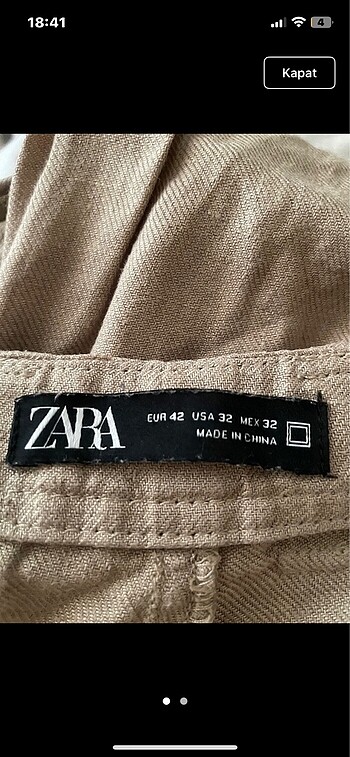 18:41
4
Kapat
ZARA
EUR 42 USA 32 MEX 32
MADE IN CHINA